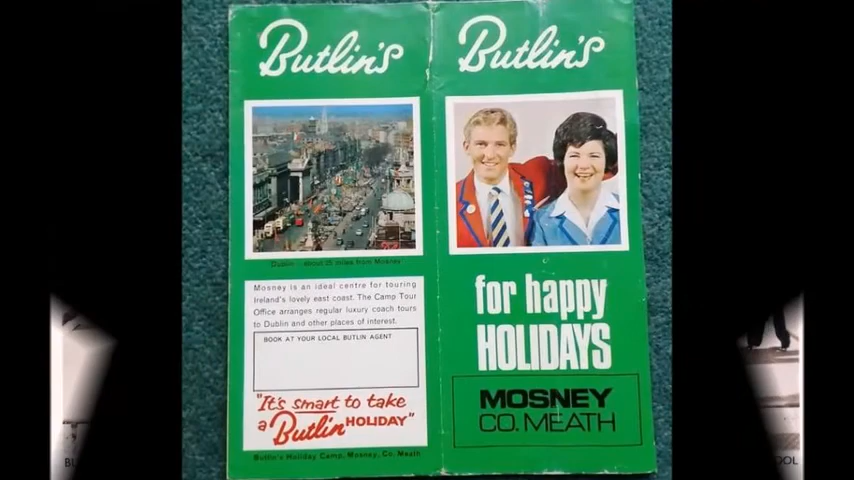 Butlin's
Dublin - about 25 miles from Mosney
Mosney is an ideal centre for touring
Ireland's lovely east coast. The Camp Tour
Office arranges regular luxury coach tours
to Dublin and other places of interest.
BOOK AT YOUR LOCAL BUTLIN AGENT
"It's smart to take
a Butlin HOLIDAY"
Butlin's Holiday Camp, Mosney, Co. Meath
Butlin's
for happy
HOLIDAYS
MOSNEY
CO. MEATH